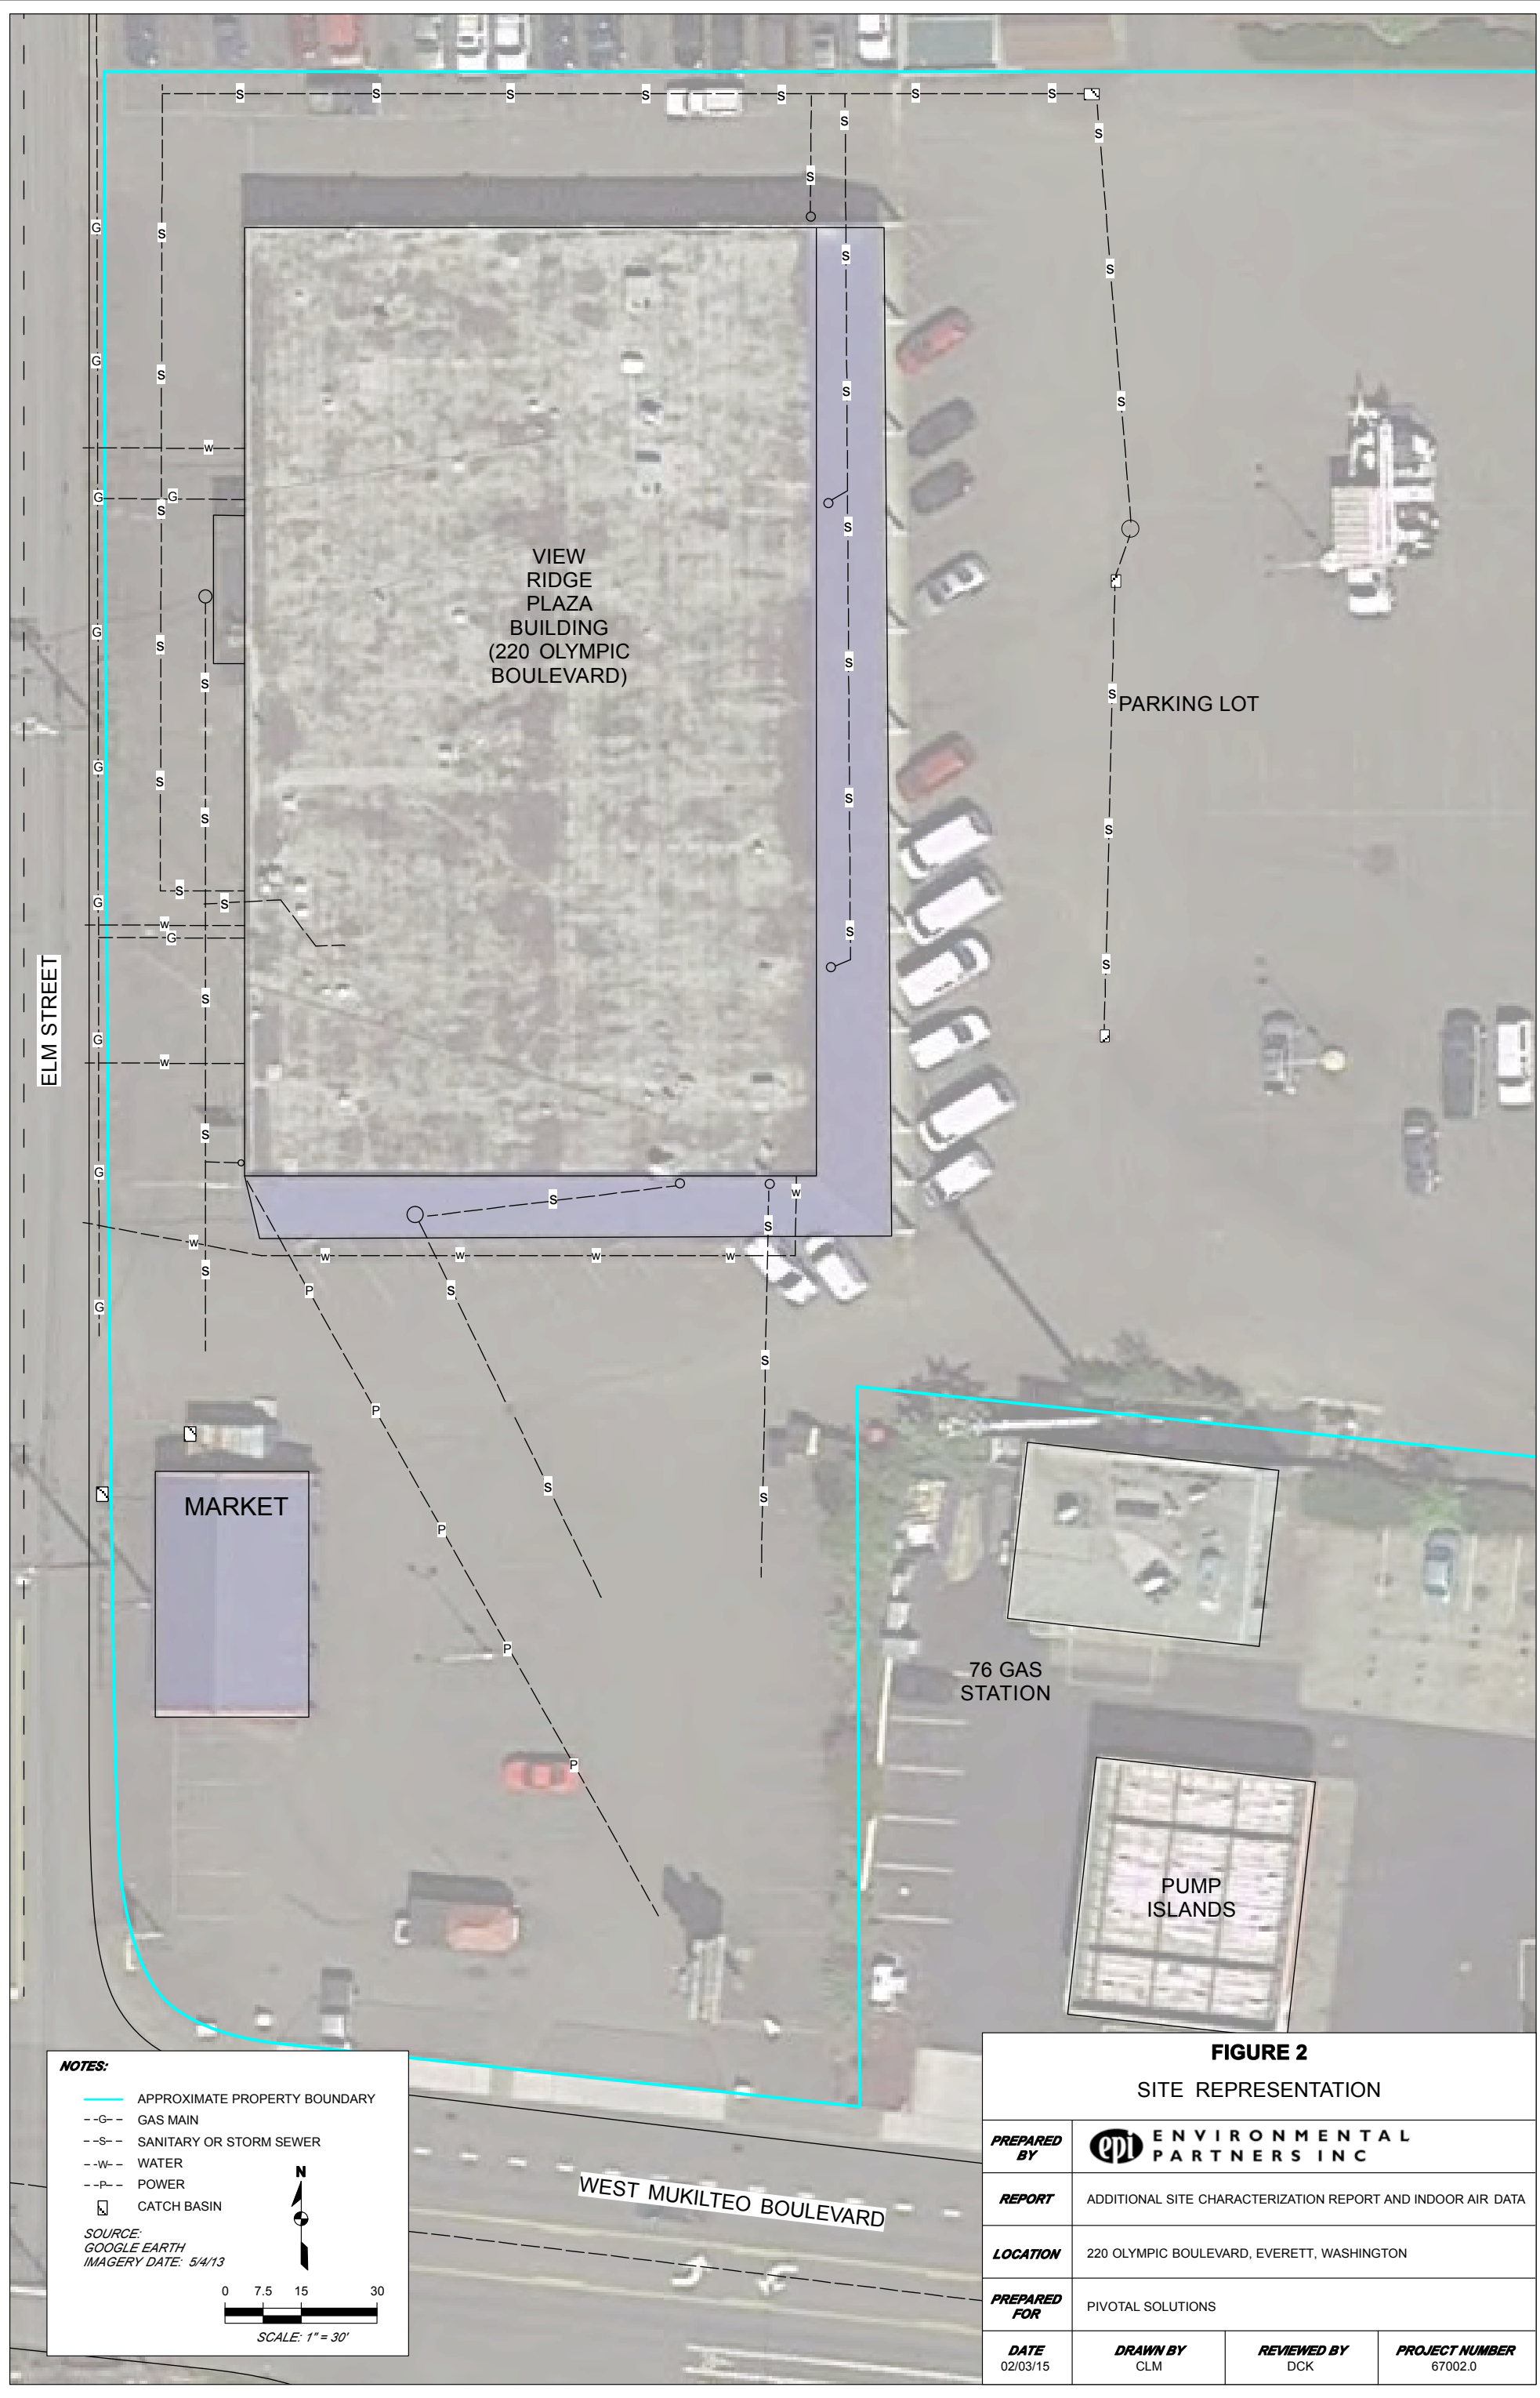 S S S S S S S
S
S
S
G
S
S
S
G
S
S
S
W
G G
S
S
VIEW
RIDGE
PLAZA
BUILDING
(220 OLYMPIC
BOULEVARD)
G
S
S
S
S
PARKING LOT
G
S
S
S
S
G
S
S
W
G
S
S
ELM STREET
S
G
W
S
G
S
W
S
G
W
W W W W
S
P
S
G
S
P
MARKET
S
S
P
P
76 GAS
STATION
P
PUMP
ISLANDS
WEST MUKILTEO BOULEVARD
NOTES:
APPROXIMATE PROPERTY BOUNDARY
--G-- GAS MAIN
--S-- SANITARY OR STORM SEWER
--W-- WATER
--P-- POWER
CATCH BASIN
SOURCE:
GOOGLE EARTH
IMAGERY DATE: 5/4/13
N
0 7.5 15 30
SCALE: 1" = 30'
FIGURE 2
SITE REPRESENTATION
PREPARED
BY
epi ENVIRONMENTAL
PARTNERS INC
REPORT
ADDITIONAL SITE CHARACTERIZATION REPORT AND INDOOR AIR DATA
LOCATION
220 OLYMPIC BOULEVARD, EVERETT, WASHINGTON
PREPARED
FOR
PIVOTAL SOLUTIONS
DATE
02/03/15
DRAWN BY
CLM
REVIEWED BY
DCK
PROJECT NUMBER
67002.0